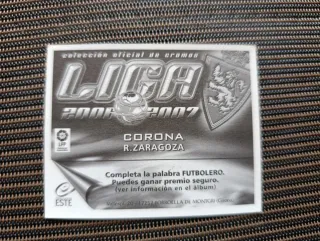 colección oficial de cromos
LIGA
2006 2007
CORONA
R.ZARAGOZA
LFP
Completa la palabra FUTBOLERO.
Puedes ganar premio seguro.
(ver información en el álbum)
ESTE